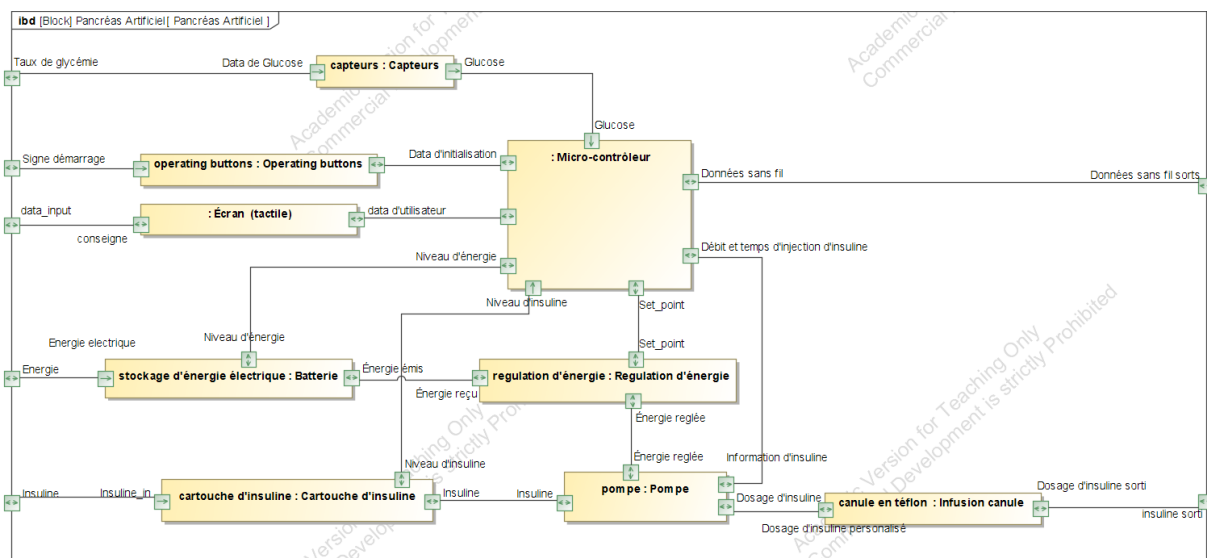 ibd [Block] Pancréas Artificiel[ Pancréas Artificiel ]
Taux de glycémie
Data de Glucose
capteurs : Capteurs
Glucose
Glucose
Signe démarrage
operating buttons : Operating buttons
Data d'initialisation
: Micro-contrôleur
Données sans fil
Données sans fil sorts
data_input
conseigne
: Écran (tactile)
data d'utilisateur
Débit et temps d'injection d'insuline
Niveau d'énergie
Niveau d'insuline
Set_point
Energie electrique
Niveau d'énergie
Set_point
Energie
stockage d'énergie électrique : Batterie
Énergie émis
Énergie reçu
regulation d'énergie : Regulation d'énergie
Énergie reglée
Énergie reglée
Information d'insuline
Niveau d'insuline
Insuline
Insuline_in
cartouche d'insuline : Cartouche d'insuline
Insuline
Insuline
pompe : Pompe
Dosage d'insuline
Dosage d'insuline personalisé
canule en téflon : Infusion canule
Dosage d'insuline sorti
insuline sorti
Academic Version for Teaching Only
Commercial Development is strictly Prohibited